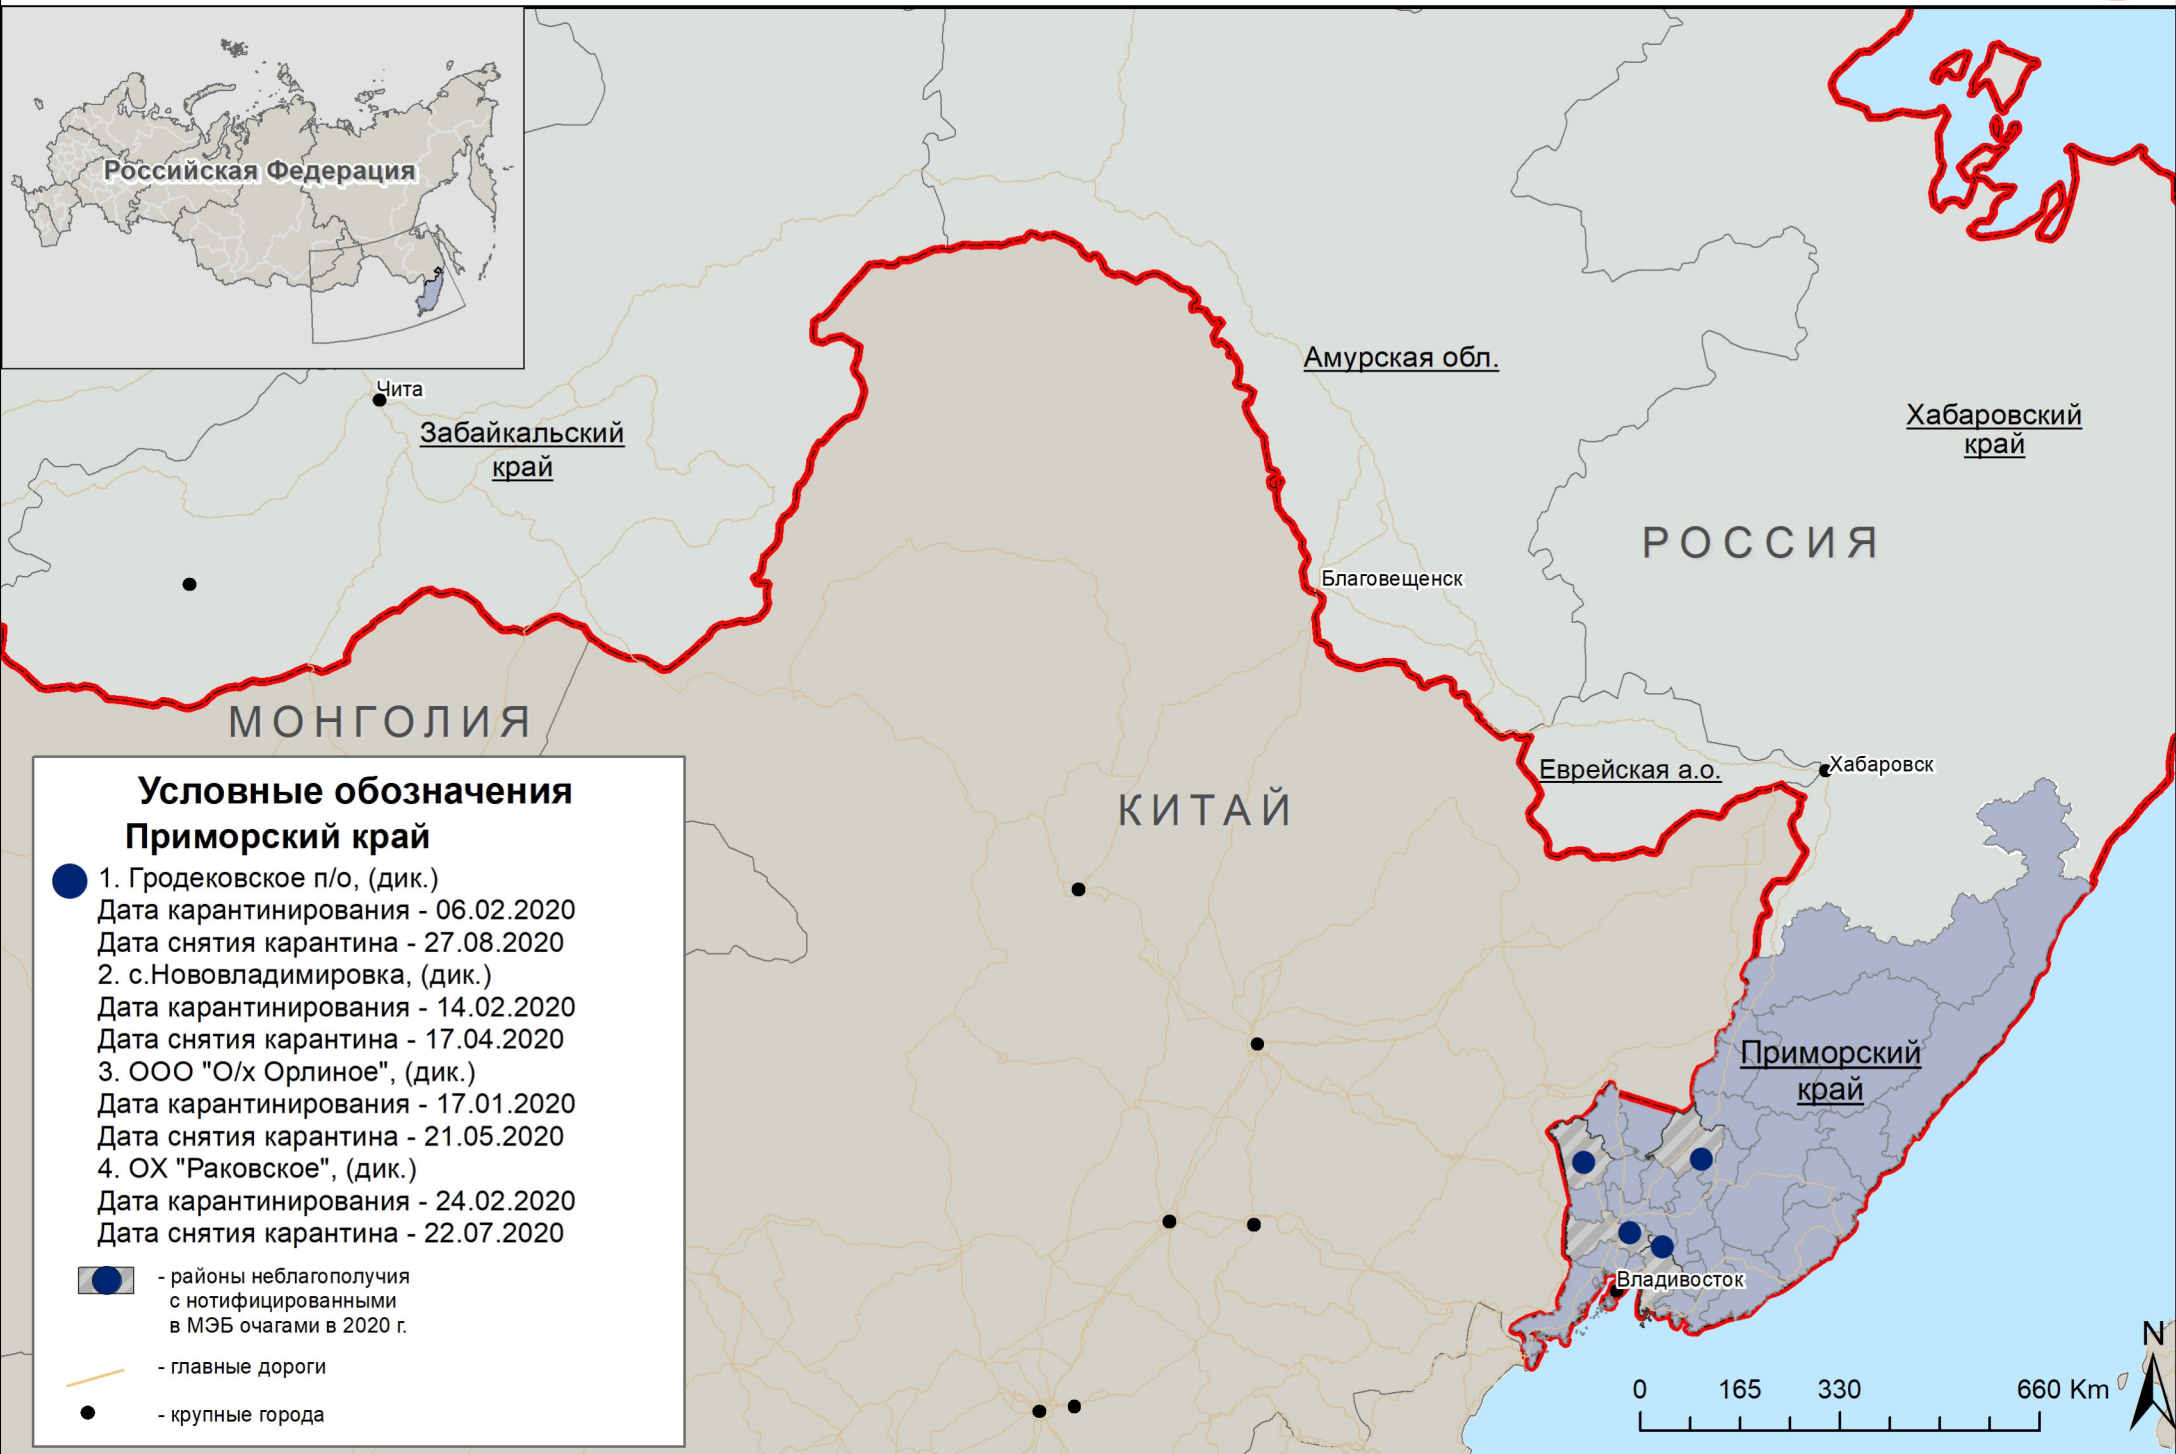 Российская Федерация
Чита
Забайкальский
край
Амурская обл.
Хабаровский
край
РОССИЯ
Благовещенск
МОНГОЛИЯ
КИТАЙ
Еврейская а.о.
Хабаровск
Приморский
край
Владивосток
Условные обозначения
Приморский край
1. Гродековское п/о, (дик.)
Дата карантинирования - 06.02.2020
Дата снятия карантина - 27.08.2020
2. с.Нововладимировка, (дик.)
Дата карантинирования - 14.02.2020
Дата снятия карантина - 17.04.2020
3. ООО "О/х Орлиное", (дик.)
Дата карантинирования - 17.01.2020
Дата снятия карантина - 21.05.2020
4. ОХ "Раковское", (дик.)
Дата карантинирования - 24.02.2020
Дата снятия карантина - 22.07.2020
- районы неблагополучия
с нотифицированными
в МЭБ очагами в 2020 г.
- главные дороги
- крупные города
N
0 165 330 660 Km